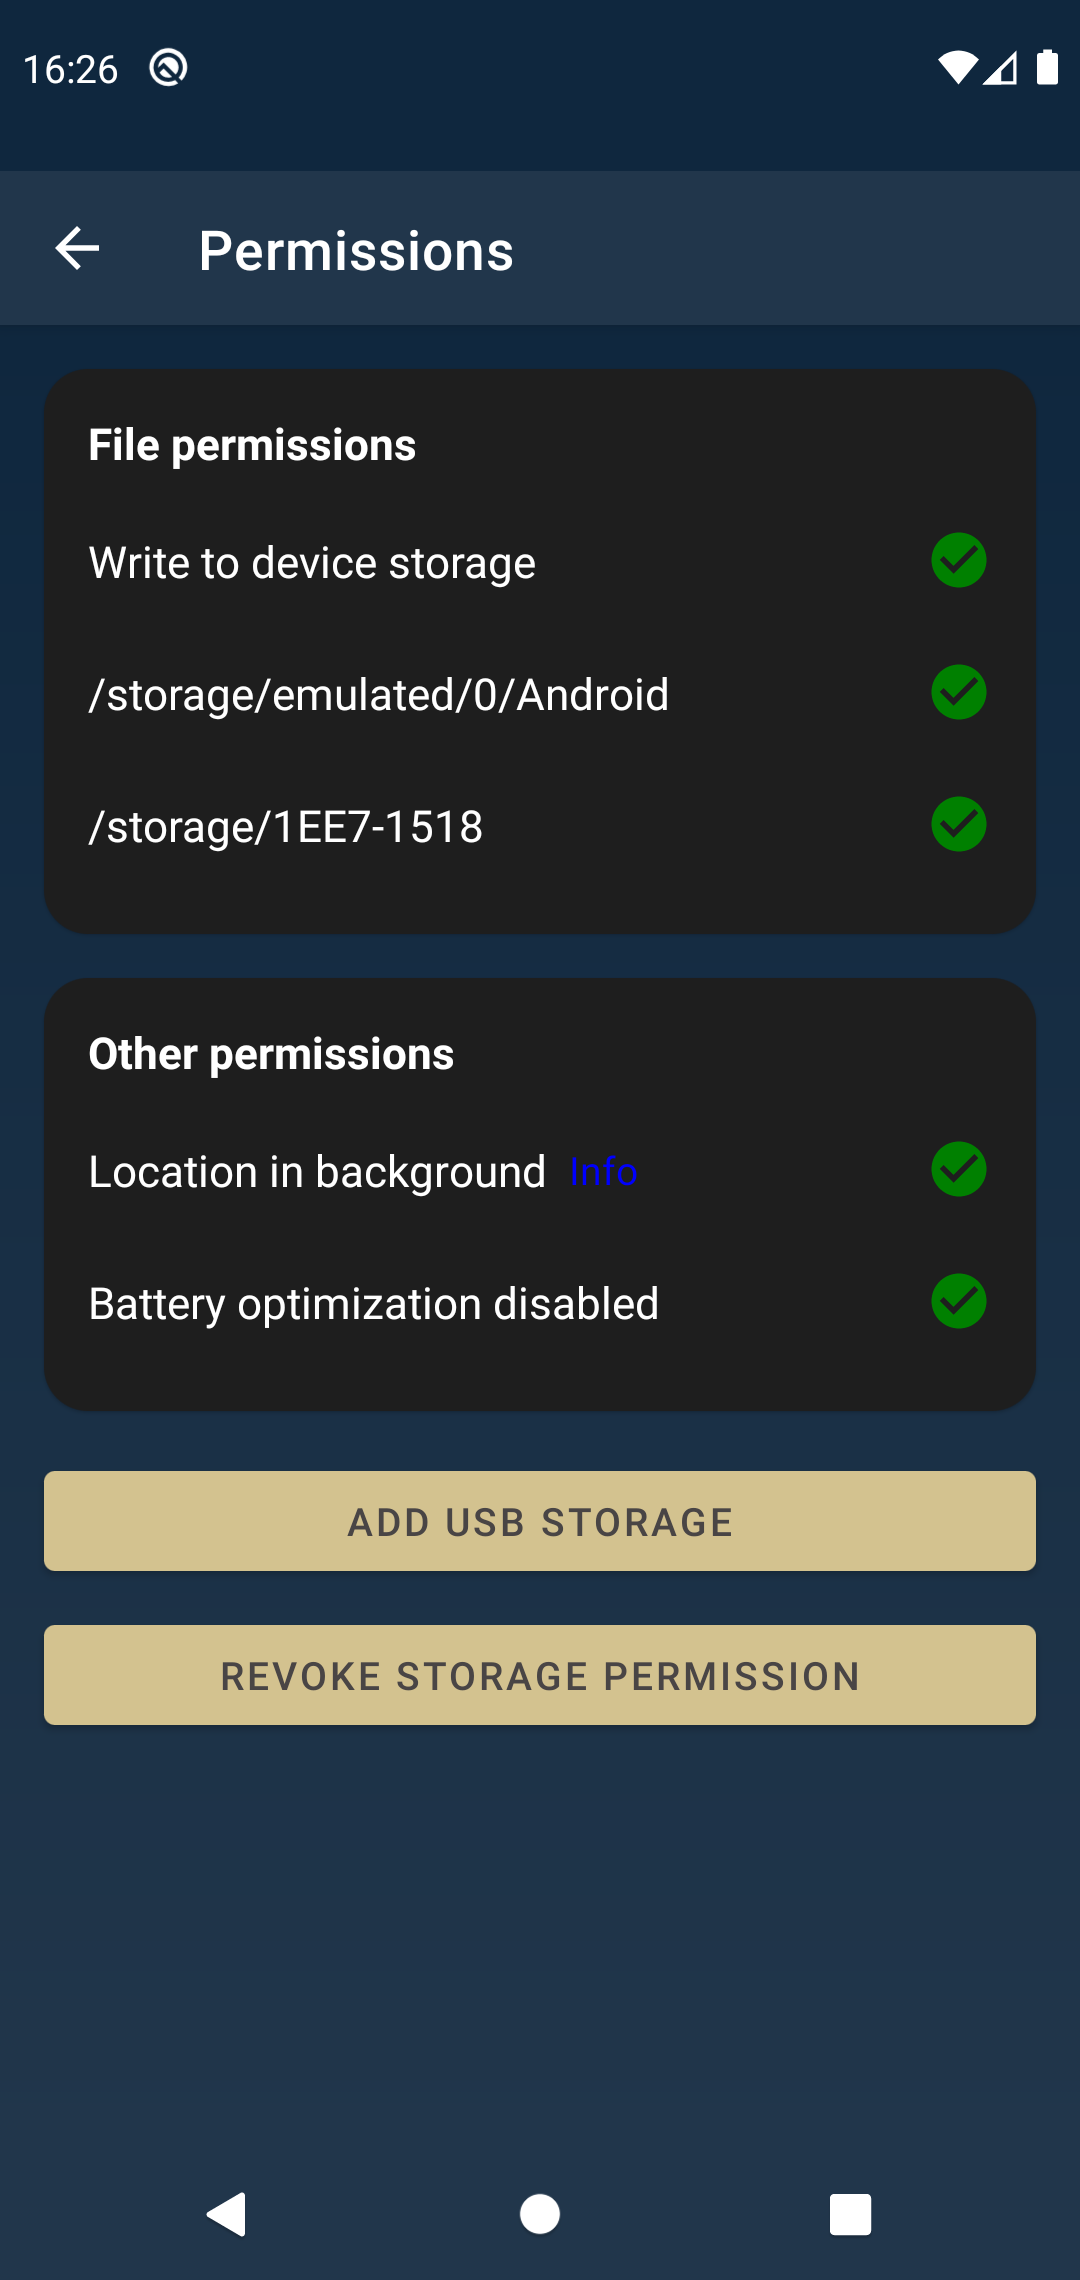 16:26
Permissions
File permissions
Write to device storage
/storage/emulated/0/Android
/storage/1EE7-1518
Other permissions
Location in background Info
Battery optimization disabled
ADD USB STORAGE
REVOKE STORAGE PERMISSION